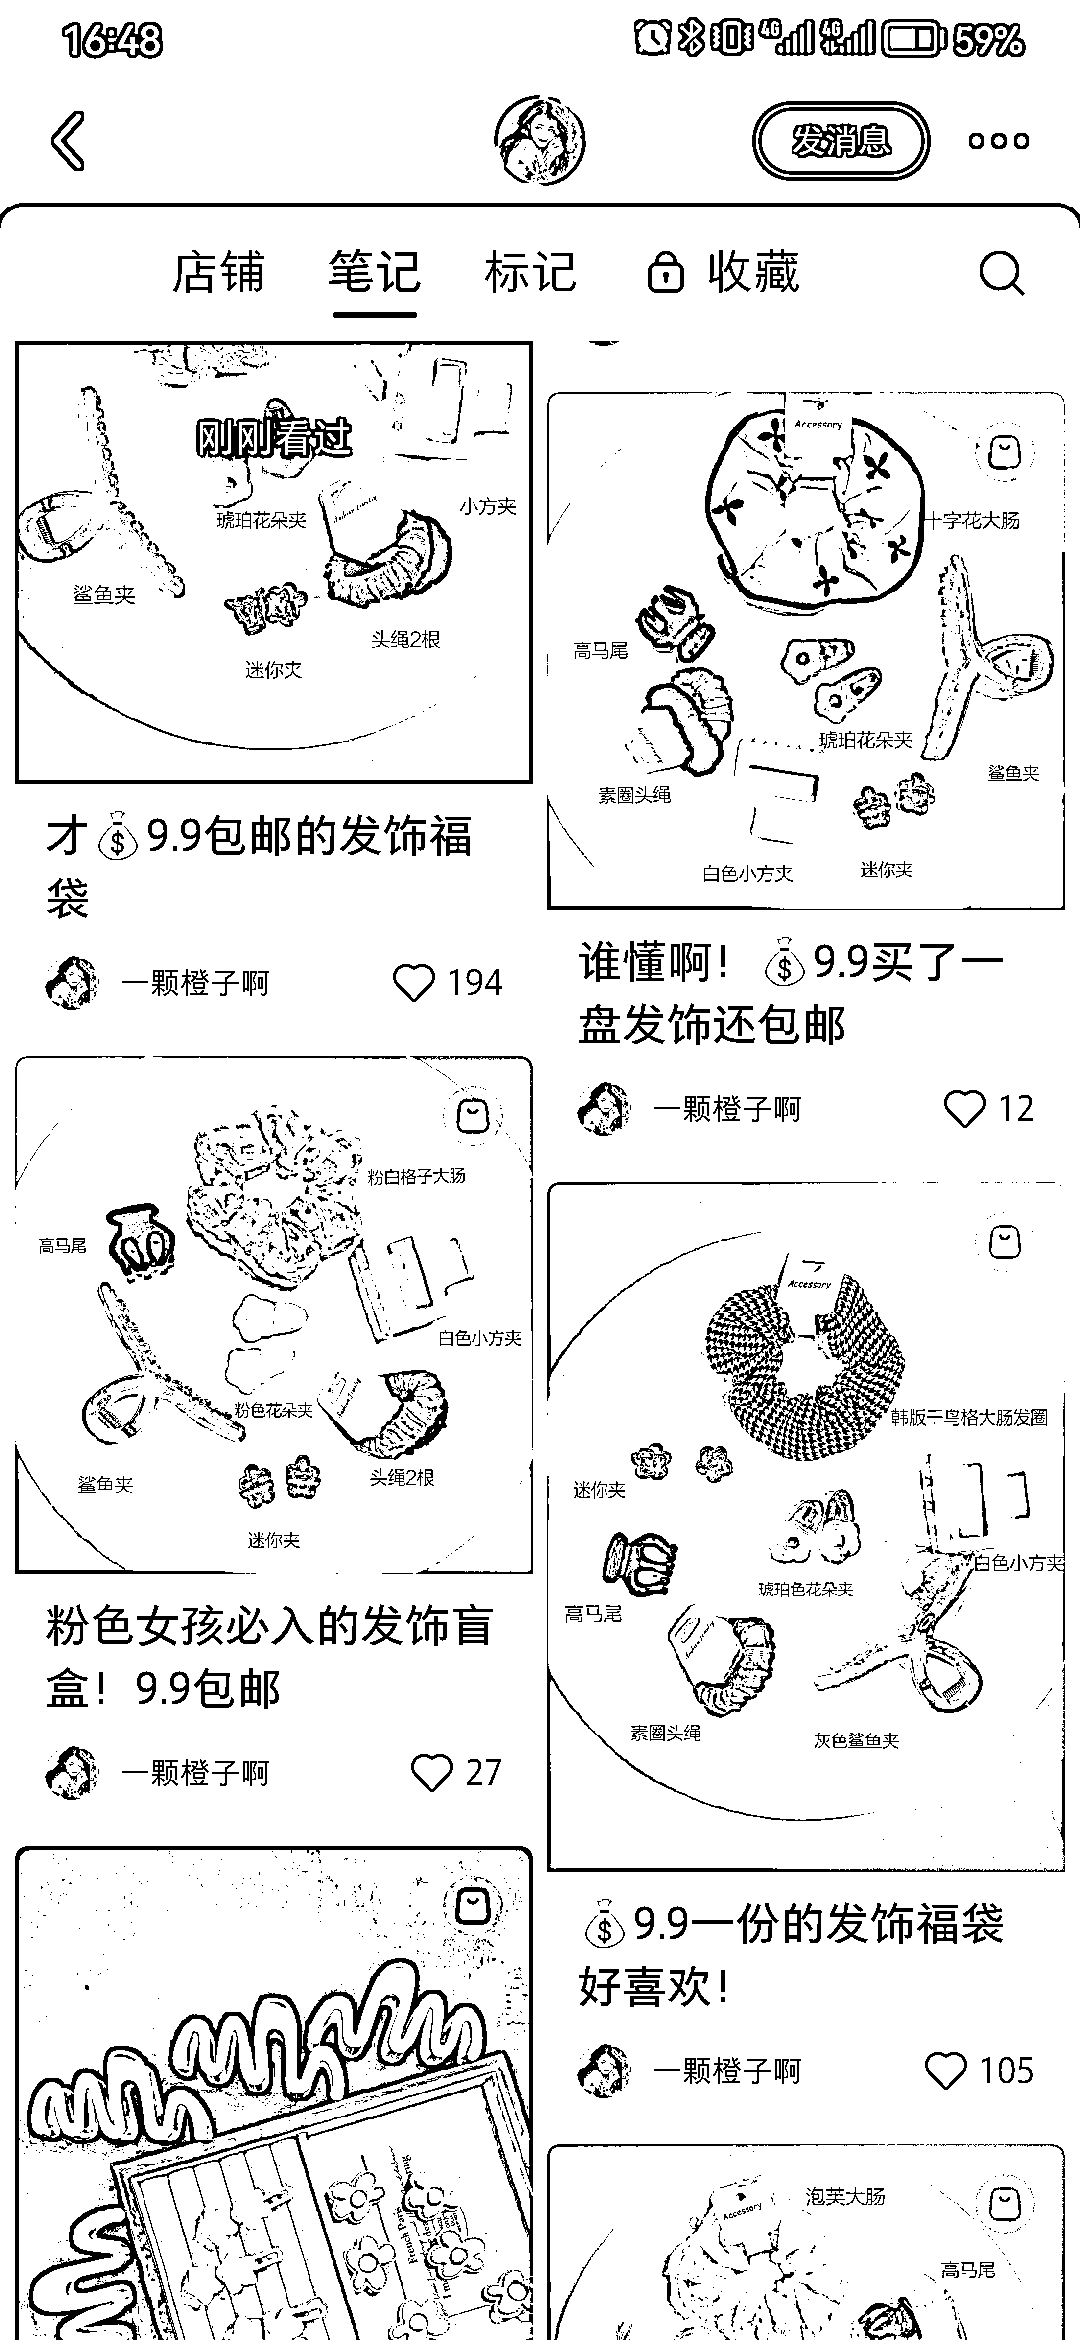 16:48
4G 4G 59%
发消息
店铺 笔记 标记 收藏
刚刚看过
琥珀花朵夹
小方夹
鲨鱼夹
头绳2根
迷你夹
才💰9.9包邮的发饰福
袋
一颗橙子啊 194
Accessory
十字花大肠
高马尾
琥珀花朵夹
鲨鱼夹
素圈头绳
白色小方夹
迷你夹
谁懂啊！💰9.9买了一
盘发饰还包邮
一颗橙子啊 12
粉白格子大肠
高马尾
白色小方夹
粉色花朵夹
鲨鱼夹
头绳2根
迷你夹
粉色女孩必入的发饰盲
盒！9.9包邮
一颗橙子啊 27
Accessory
韩版千鸟格大肠发圈
迷你夹
白色小方夹
琥珀色花朵夹
高马尾
素圈头绳
灰色鲨鱼夹
💰9.9一份的发饰福袋
好喜欢！
一颗橙子啊 105
泡芙大肠
Accessory
高马尾